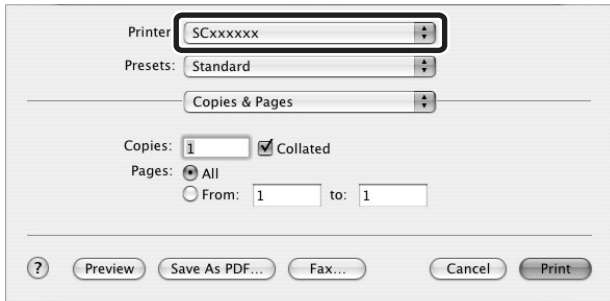 Printer SCxxxxxx
Presets: Standard
Copies & Pages
Copies: 1 Collated
Pages: All
From: 1 to: 1
? Preview Save As PDF... Fax... Cancel Print